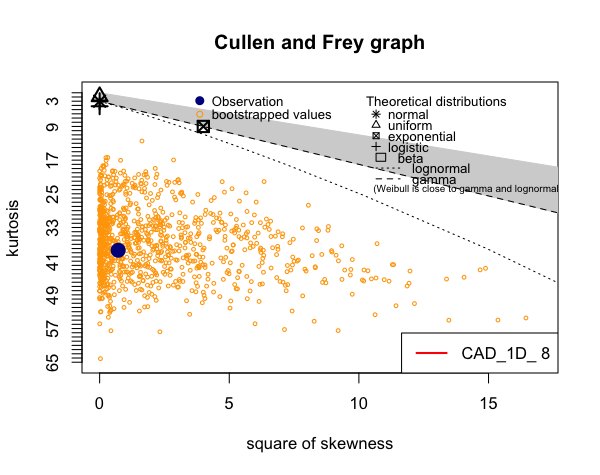 Cullen and Frey graph
Observation
bootstrapped values
Theoretical distributions
normal
uniform
exponential
logistic
beta
lognormal
gamma
(Weibull is close to gamma and lognormal
kurtosis
3
9
17
25
33
41
49
57
65
CAD_1D_ 8
0
5
10
15
square of skewness